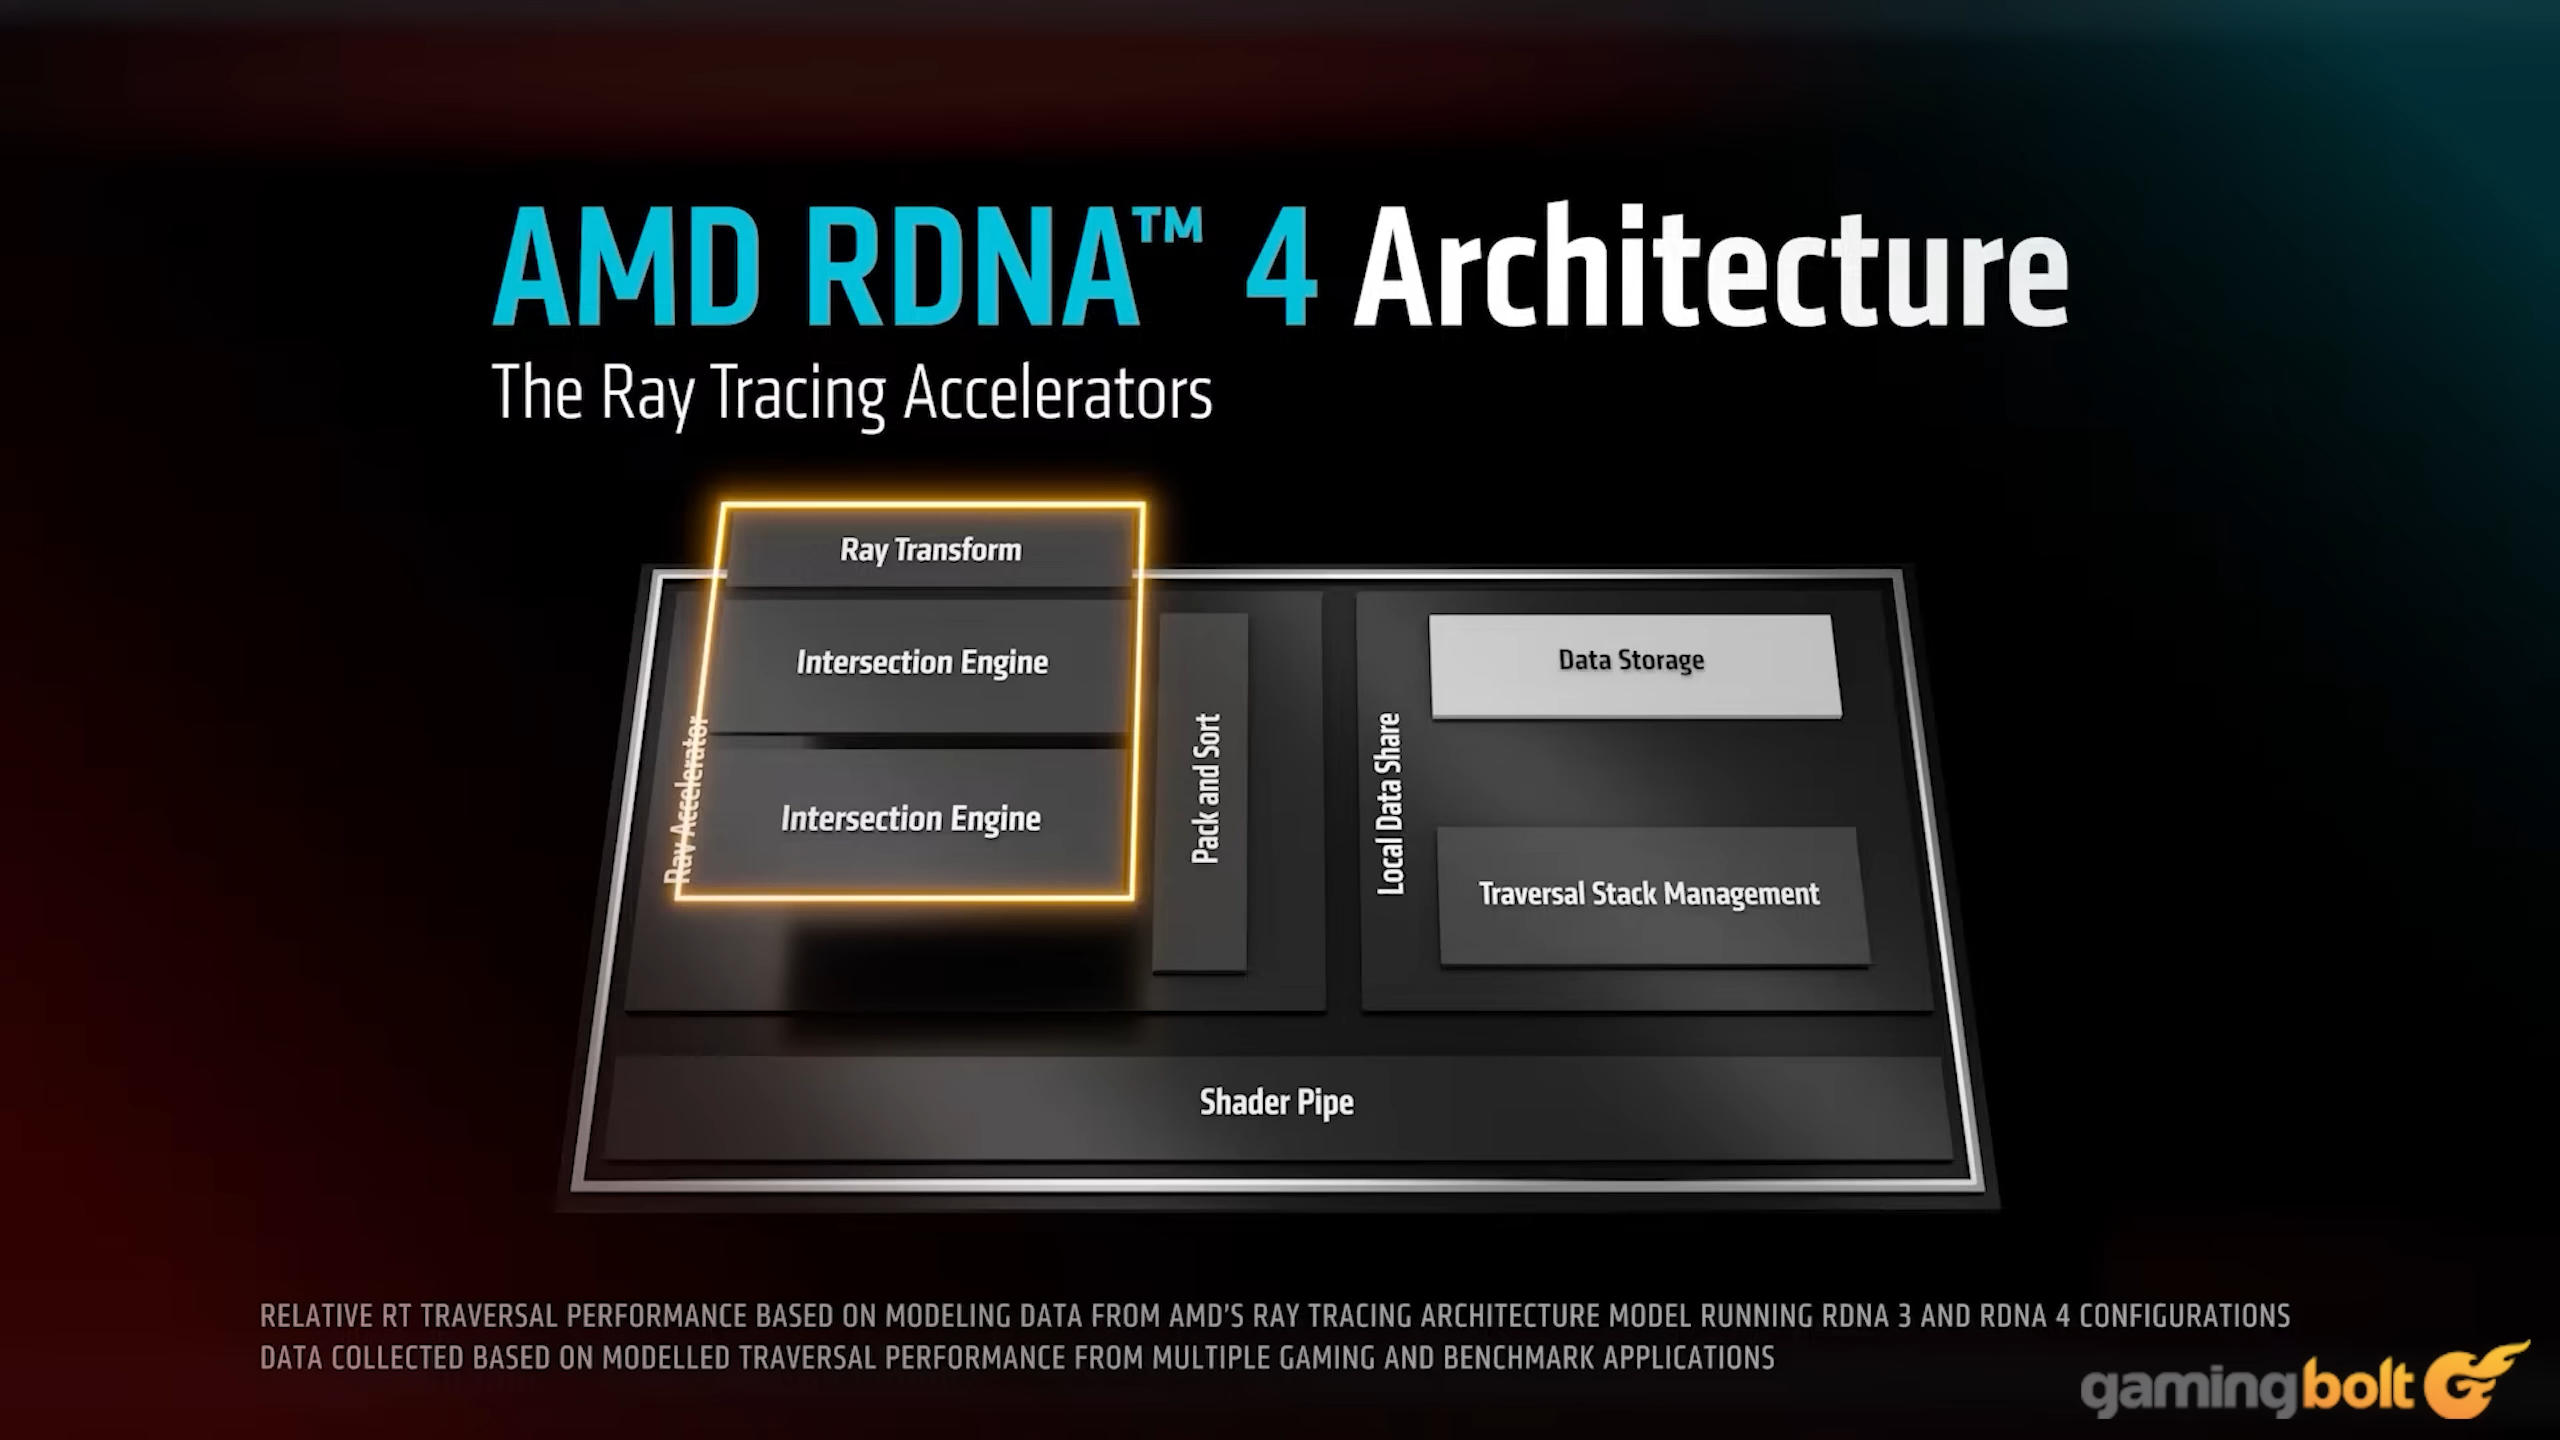 AMD RDNA™ 4 Architecture
The Ray Tracing Accelerators
Ray Transform
Intersection Engine
Intersection Engine
Ray Accelerator
Pack and Sort
Local Data Share
Data Storage
Traversal Stack Management
Shader Pipe
RELATIVE RT TRAVERSAL PERFORMANCE BASED ON MODELING DATA FROM AMD'S RAY TRACING ARCHITECTURE MODEL RUNNING RDNA 3 AND RDNA 4 CONFIGURATIONS
DATA COLLECTED BASED ON MODELLED TRAVERSAL PERFORMANCE FROM MULTIPLE GAMING AND BENCHMARK APPLICATIONS
gamingbolt